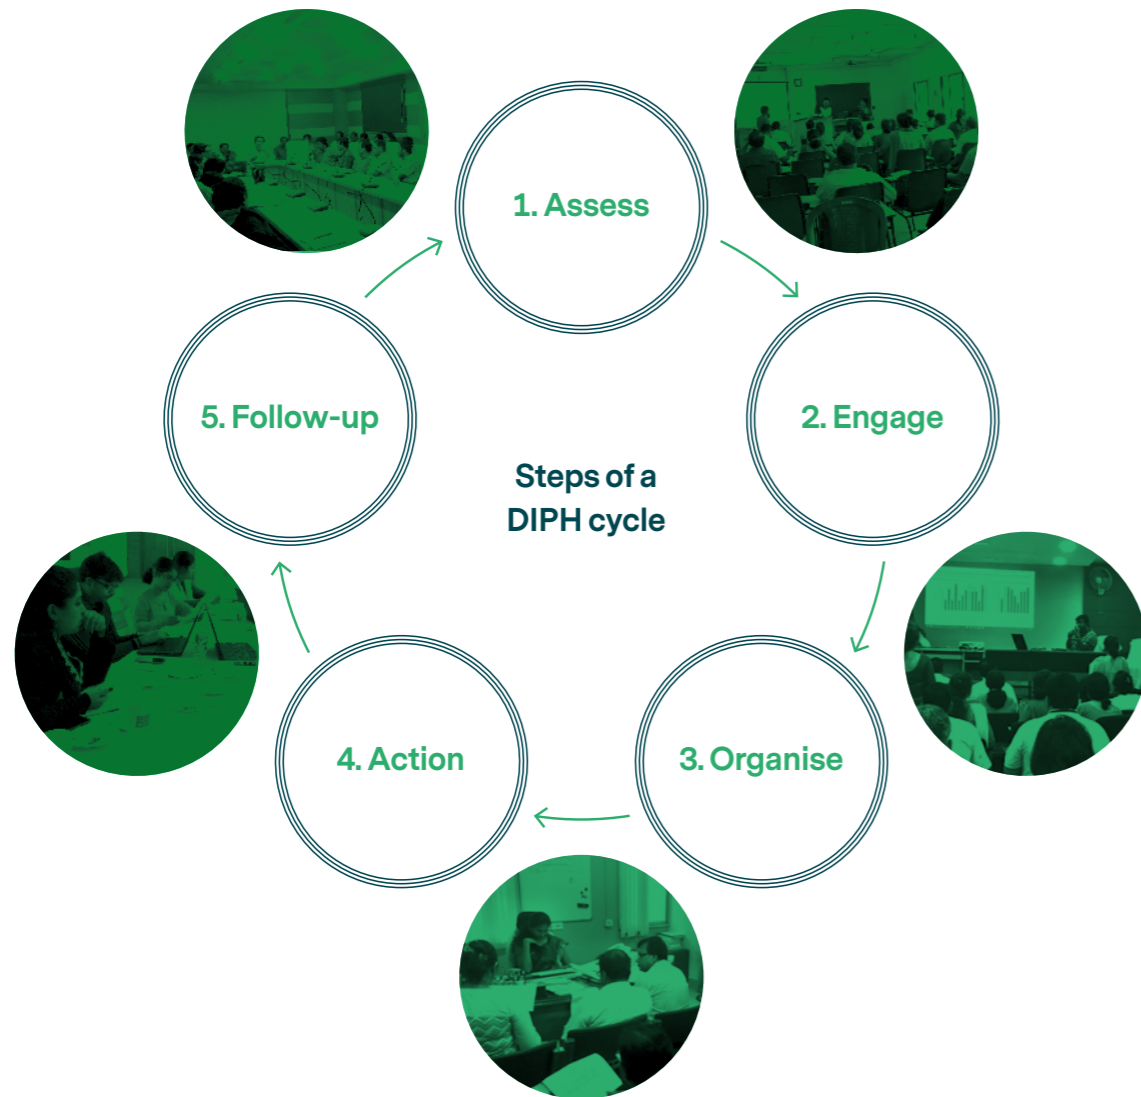 1. Assess
2. Engage
3. Organise
4. Action
5. Follow-up
Steps of a
DIPH cycle